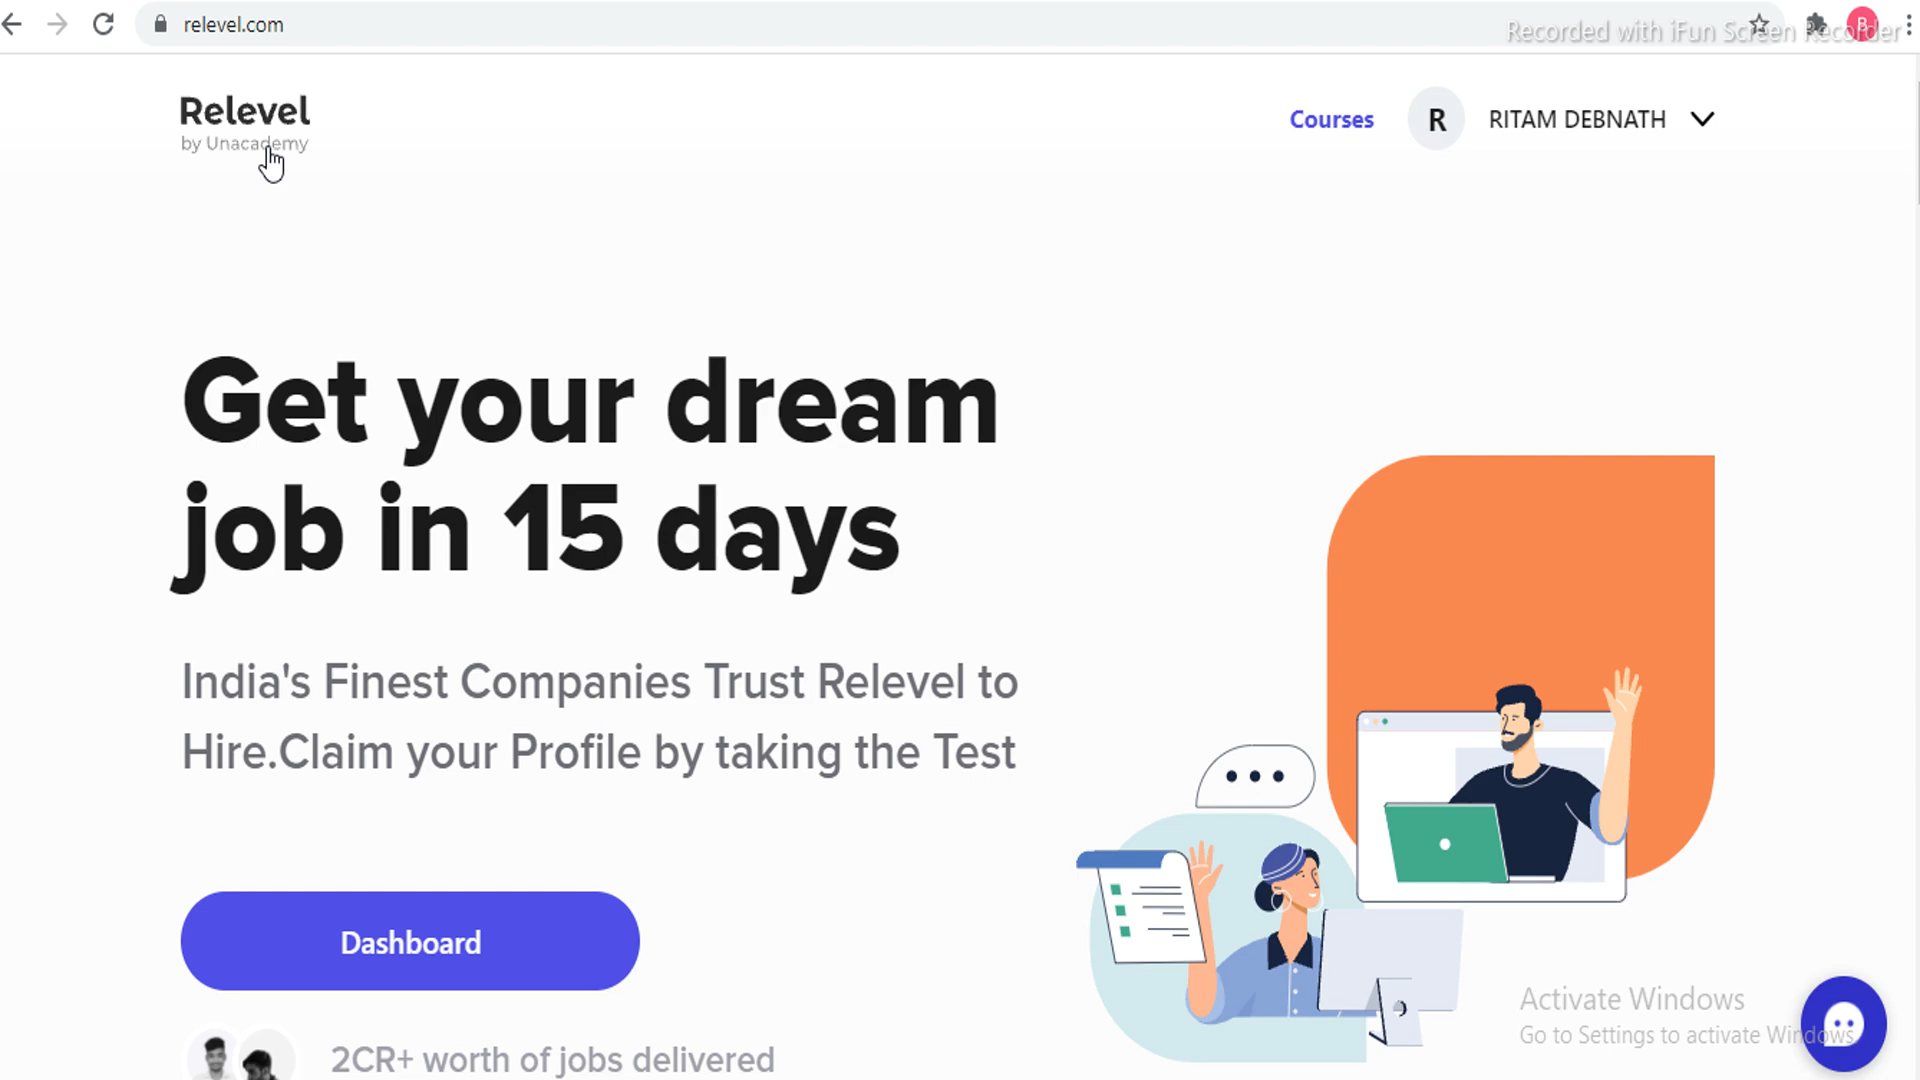 relevel.com
B
Recorded with iFun Screen Recorder
Relevel
by Unacademy
Courses
R
RITAM DEBNATH
Get your dream
job in 15 days
India's Finest Companies Trust Relevel to
Hire.Claim your Profile by taking the Test
Dashboard
2CR+ worth of jobs delivered
Activate Windows
Go to Settings to activate Windows.